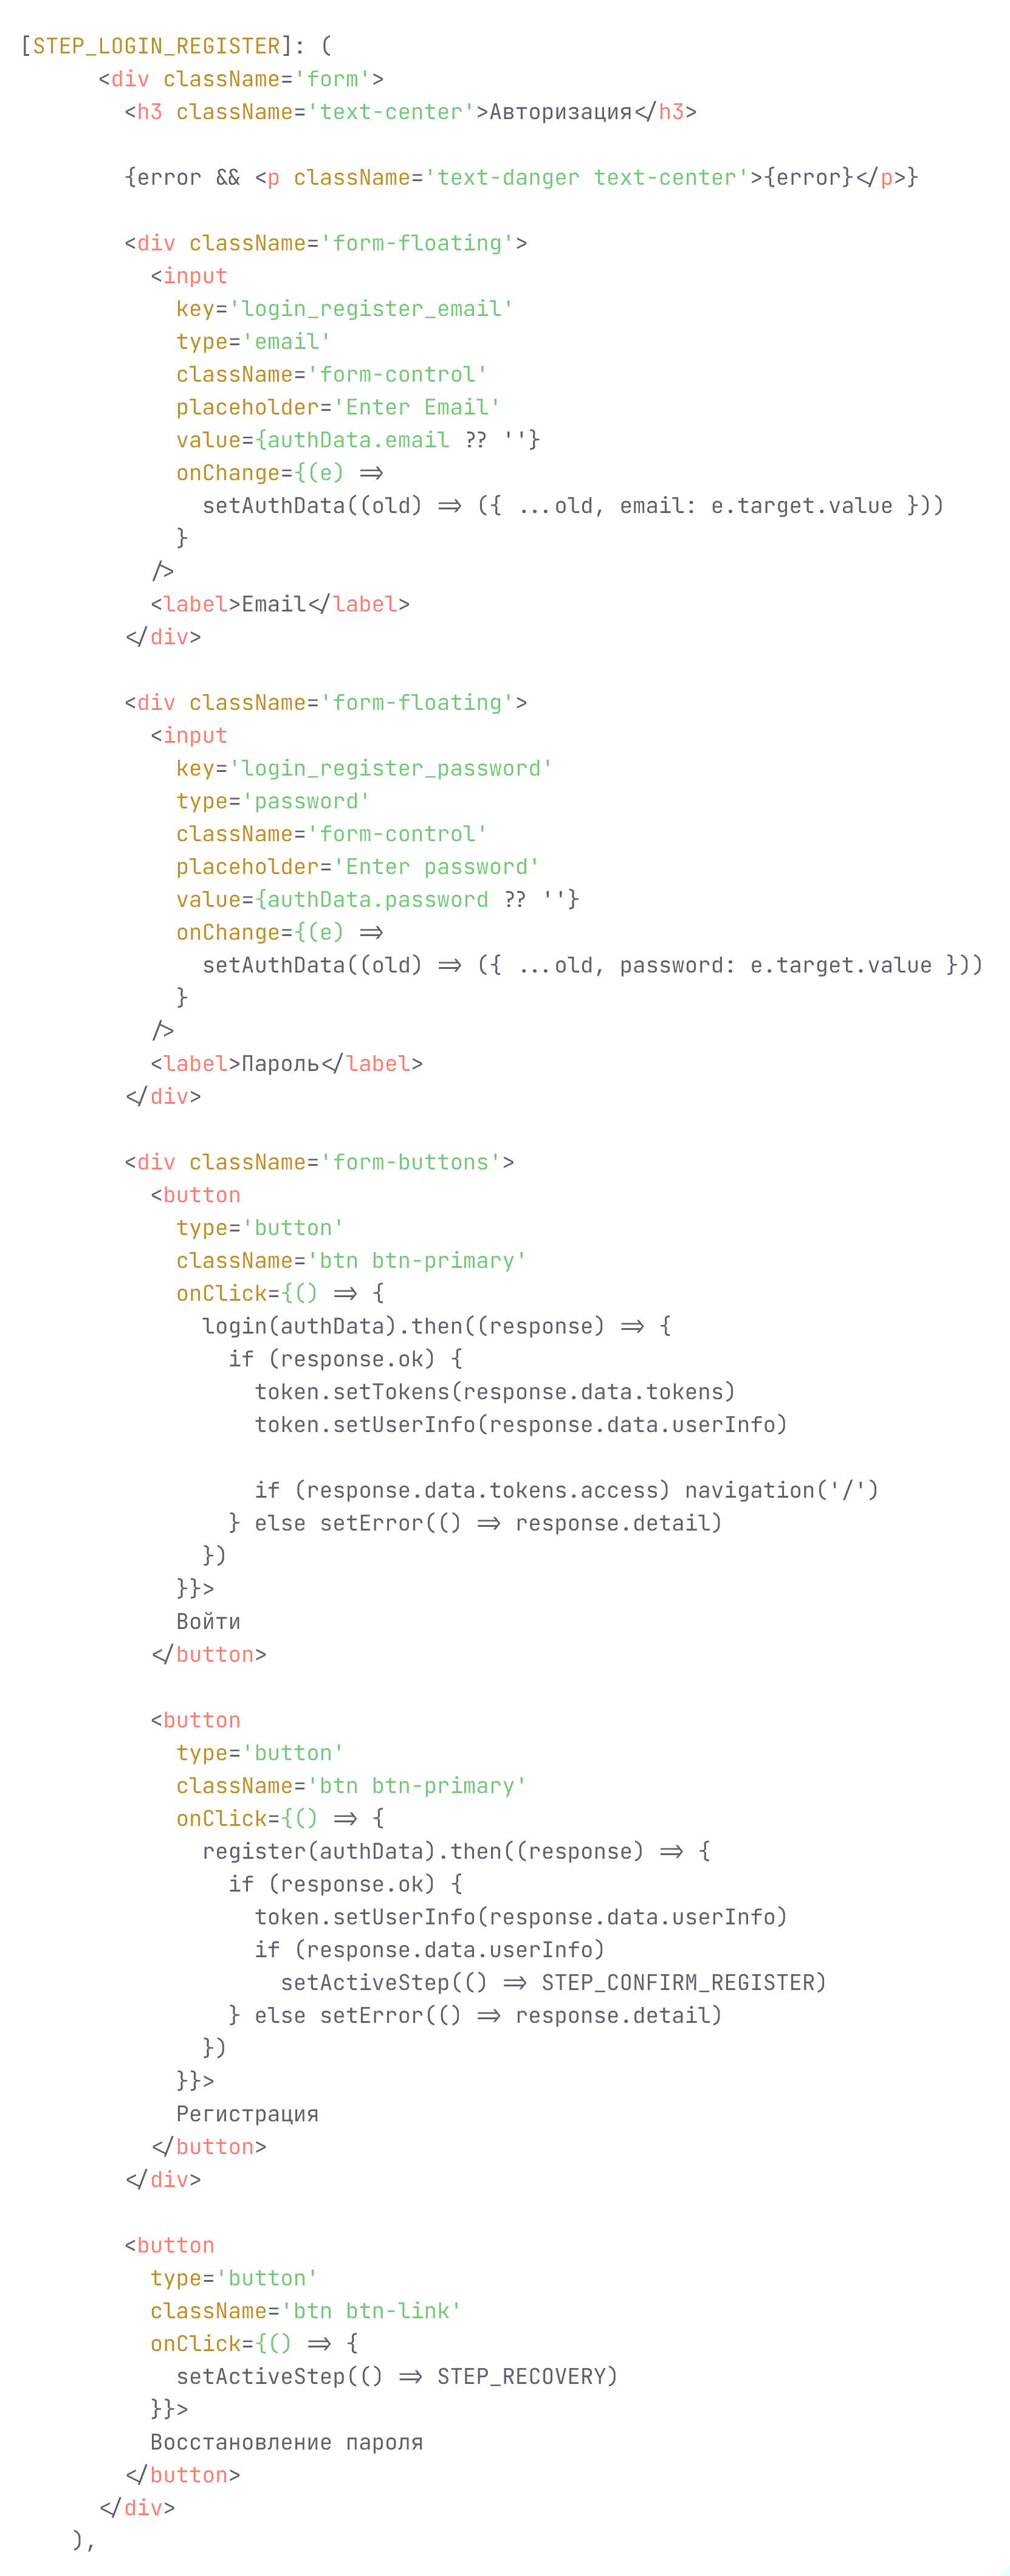 [STEP_LOGIN_REGISTER]: (
      <div className='form'>
        <h3 className='text-center'>Авторизация</h3>

        {error && <p className='text-danger text-center'>{error}</p>}

        <div className='form-floating'>
          <input
            key='login_register_email'
            type='email'
            className='form-control'
            placeholder='Enter Email'
            value={authData.email ?? ''}
            onChange={(e) =>
              setAuthData((old) => ({ ...old, email: e.target.value }))
            }
          />
          <label>Email</label>
        </div>

        <div className='form-floating'>
          <input
            key='login_register_password'
            type='password'
            className='form-control'
            placeholder='Enter password'
            value={authData.password ?? ''}
            onChange={(e) =>
              setAuthData((old) => ({ ...old, password: e.target.value }))
            }
          />
          <label>Пароль</label>
        </div>

        <div className='form-buttons'>
          <button
            type='button'
            className='btn btn-primary'
            onClick={() => {
              login(authData).then((response) => {
                if (response.ok) {
                  token.setTokens(response.data.tokens)
                  token.setUserInfo(response.data.userInfo)

                  if (response.data.tokens.access) navigation('/')
                } else setError(() => response.detail)
              })
            }}>
            Войти
          </button>

          <button
            type='button'
            className='btn btn-primary'
            onClick={() => {
              register(authData).then((response) => {
                if (response.ok) {
                  token.setUserInfo(response.data.userInfo)
                  if (response.data.userInfo)
                    setActiveStep(() => STEP_CONFIRM_REGISTER)
                } else setError(() => response.detail)
              })
            }}>
            Регистрация
          </button>
        </div>

        <button
          type='button'
          className='btn btn-link'
          onClick={() => {
            setActiveStep(() => STEP_RECOVERY)
          }}>
          Восстановление пароля
        </button>
      </div>
    ),